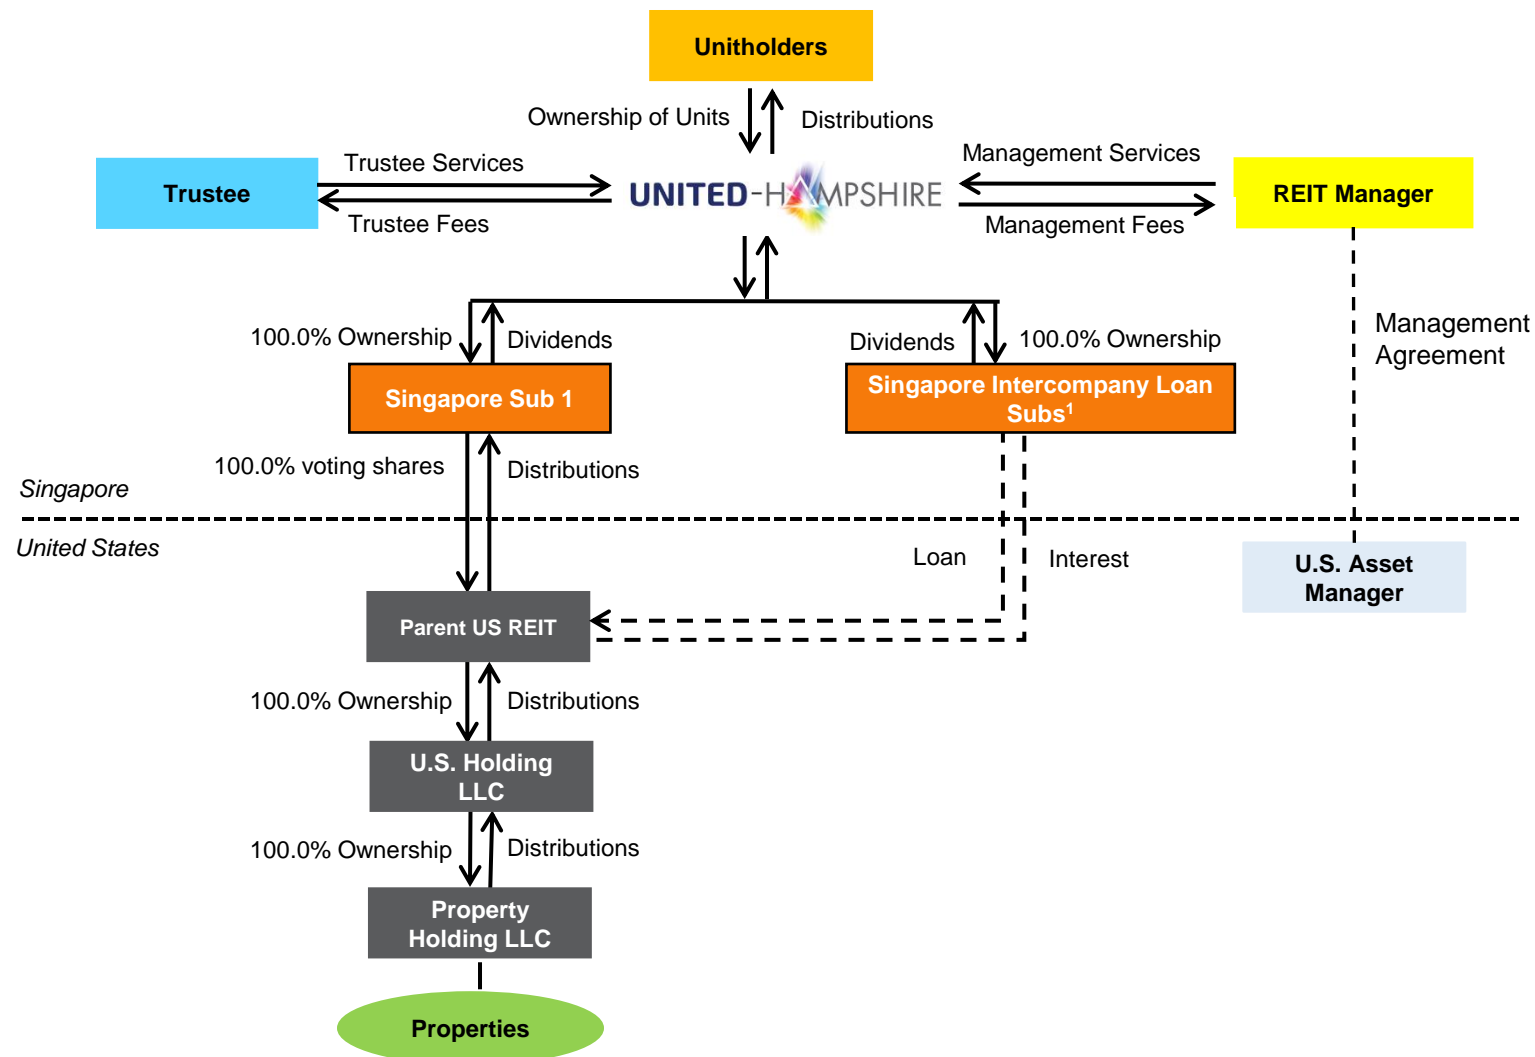 Unitholders
Ownership of Units
Distributions
Trustee
Trustee Services
Trustee Fees
UNITED-HAMPSHIRE
Management Services
Management Fees
REIT Manager
100.0% Ownership
Dividends
Dividends
100.0% Ownership
Management
Agreement
Singapore Sub 1
Singapore Intercompany Loan
Subs1
100.0% voting shares
Distributions
Singapore
United States
Loan
Interest
U.S. Asset
Manager
Parent US REIT
100.0% Ownership
Distributions
U.S. Holding
LLC
100.0% Ownership
Distributions
Property
Holding LLC
Properties